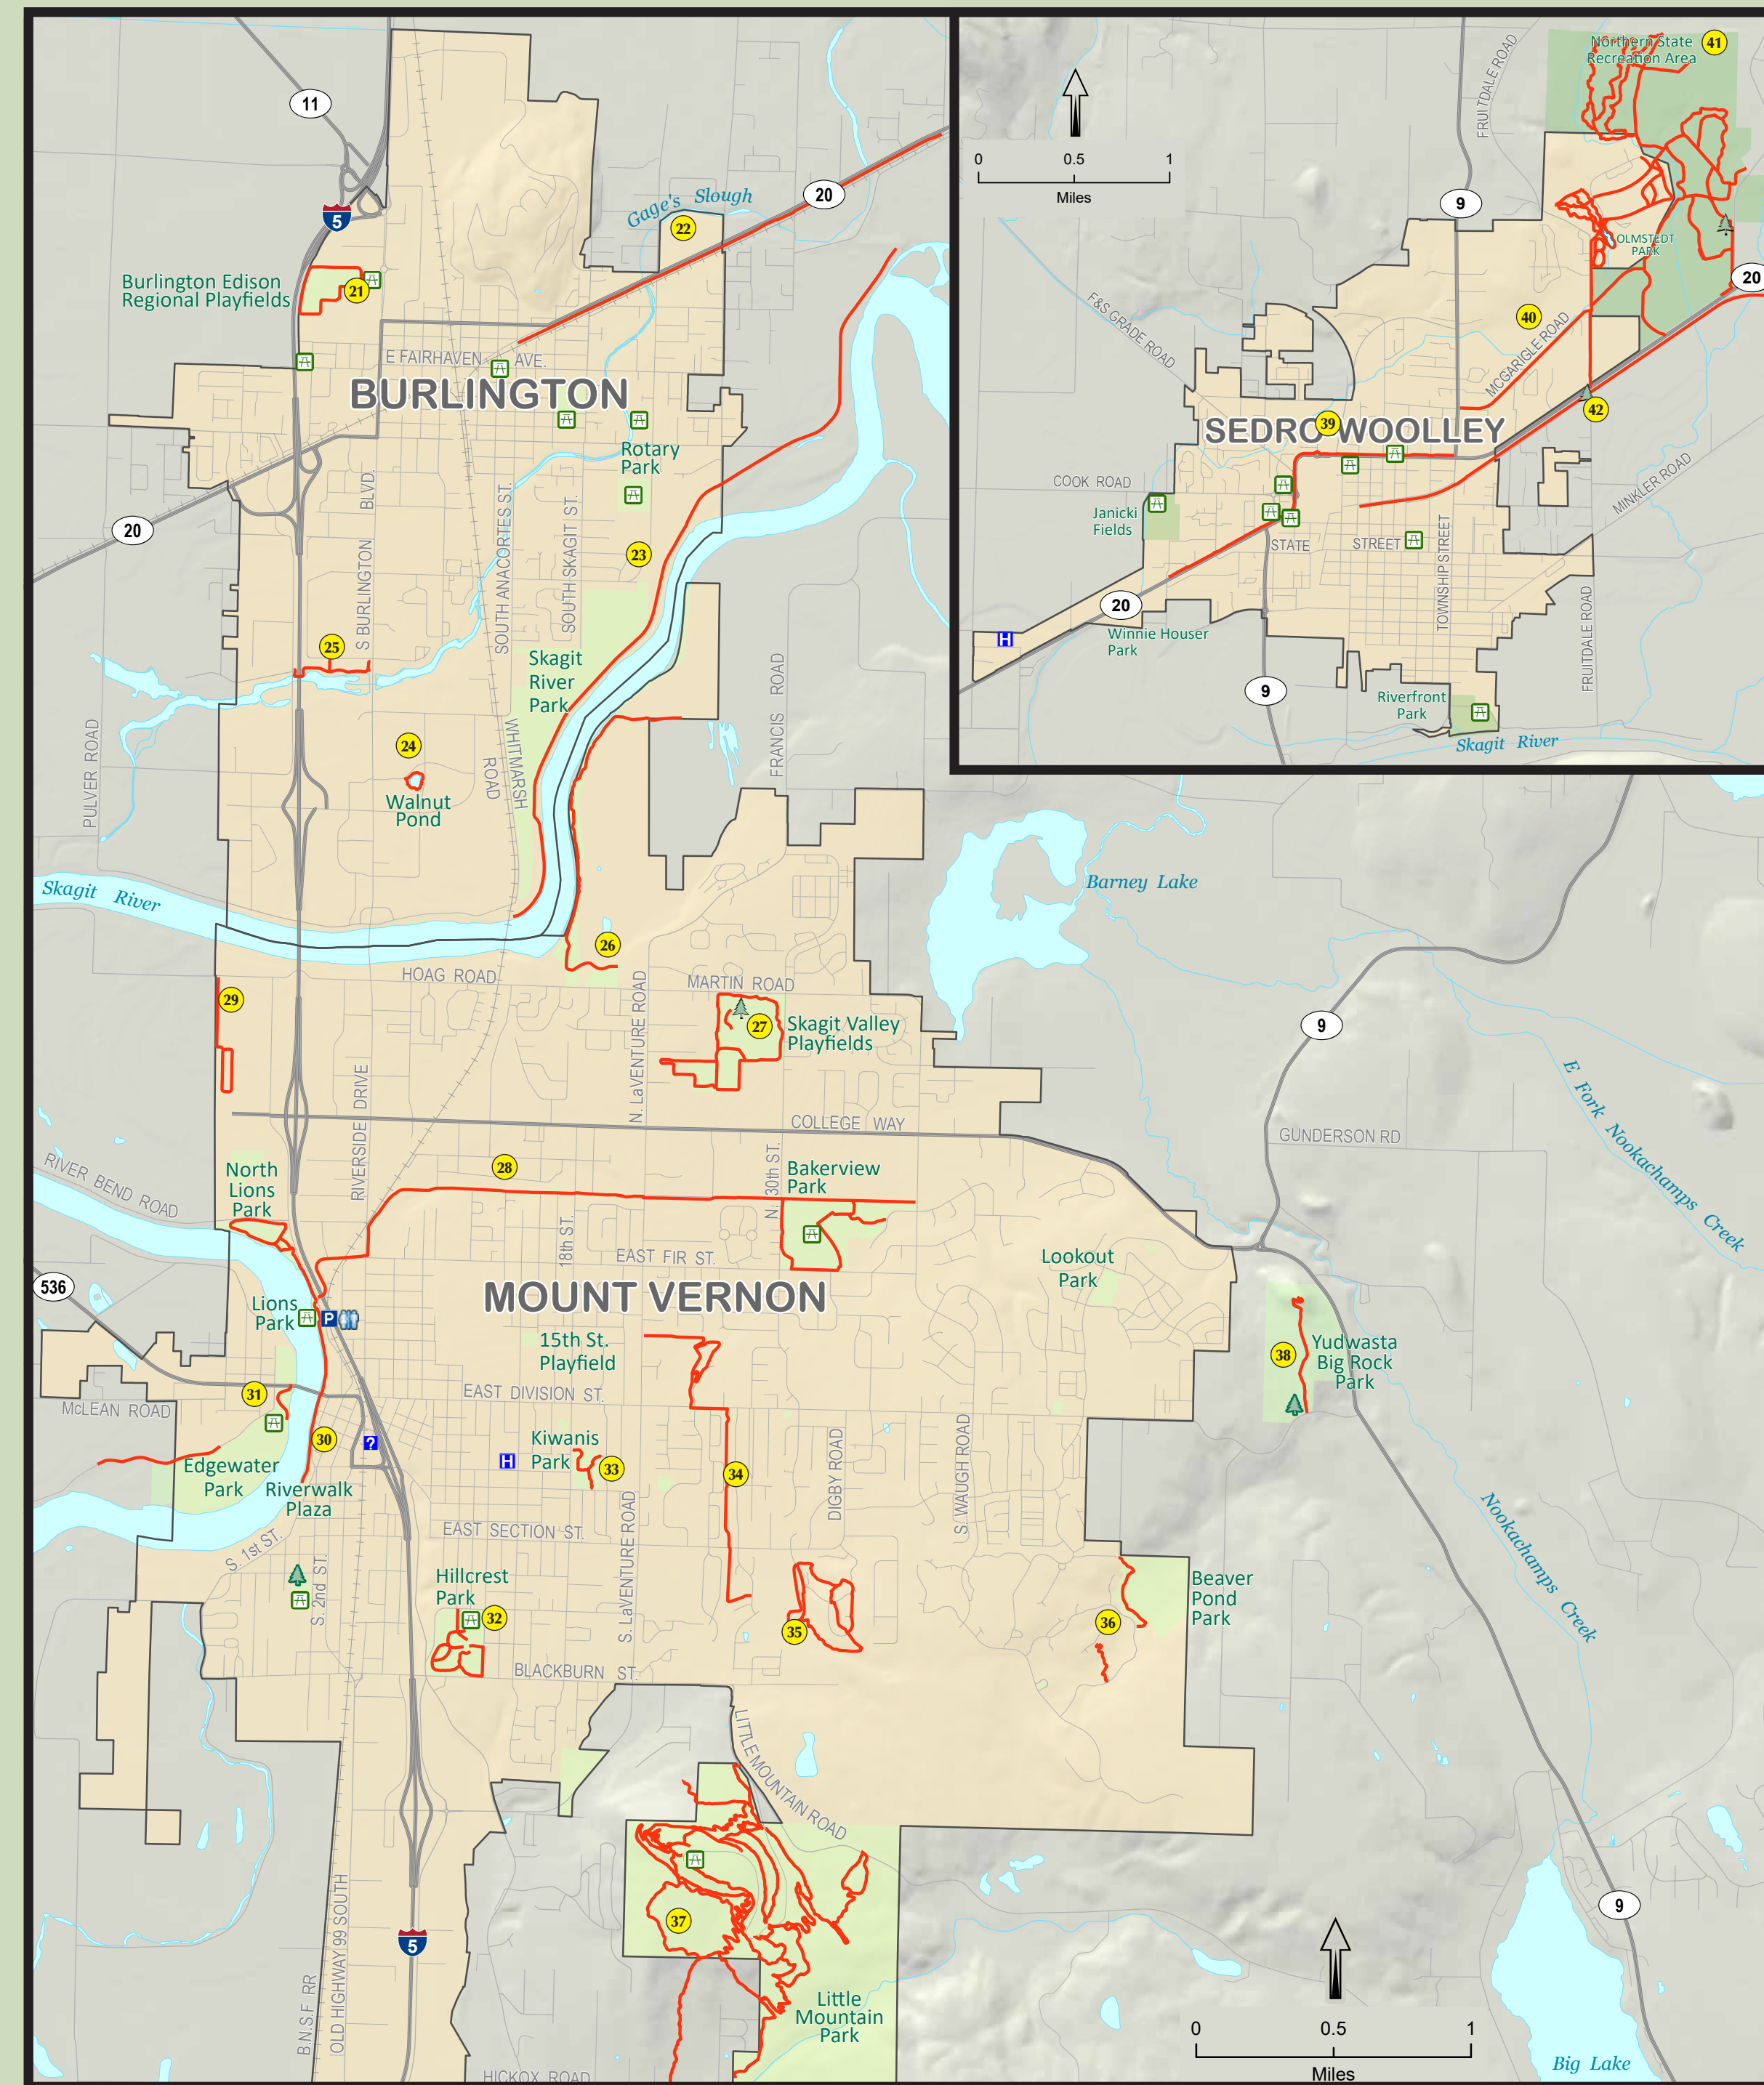 11
5
Gage's Slough
20
22
Burlington Edison
Regional Playfields
21
E FAIRHAVEN AVE.
BURLINGTON
Rotary
Park
20
S BURLINGTON BLVD.
SOUTH ANACORTES ST.
SOUTH SKAGIT ST.
23
25
Skagit
River
Park
PULVER ROAD
24
Walnut
Pond
WHITMARSH
ROAD
FRANCIS ROAD
Skagit River
26
HOAG ROAD
MARTIN ROAD
29
27
Skagit Valley
Playfields
N. LaVENTURE ROAD
RIVERSIDE DRIVE
COLLEGE WAY
RIVER BEND ROAD
North
Lions
Park
28
N. 30th ST.
Bakerview
Park
18th ST.
EAST FIR ST.
Lookout
Park
536
MOUNT VERNON
Lions
Park
P
15th St.
Playfield
38
Yudwasta
Big Rock
Park
31
EAST DIVISION ST.
McLEAN ROAD
30
?
H
Kiwanis
Park
33
34
DIGBY ROAD
S. WAUGH ROAD
Edgewater
Park
Riverwalk
Plaza
S. 1st ST.
EAST SECTION ST.
S. 2nd ST.
S. LaVENTURE ROAD
Hillcrest
Park
32
35
36
Beaver
Pond
Park
BLACKBURN ST.
LITTLE MOUNTAIN ROAD
37
5
B.N.S.F RR
OLD HIGHWAY 99 SOUTH
Little
Mountain
Park
HICKOX ROAD
Barney Lake
9
GUNDERSON RD
E Fork Nookachamps Creek
Nookachamps Creek
9
Big Lake
0 0.5 1
Miles
0 0.5 1
Miles
FRUITDALE ROAD
Northern State
Recreation Area
41
9
OLMSTEDT
PARK
20
F&S GRADE ROAD
40
MCGARIGLE ROAD
SEDRO WOOLLEY
39
42
COOK ROAD
Janicki
Fields
MINKLER ROAD
STATE STREET
TOWNSHIP STREET
20
Winnie Houser
Park
H
FRUITDALE ROAD
9
Riverfront
Park
Skagit River